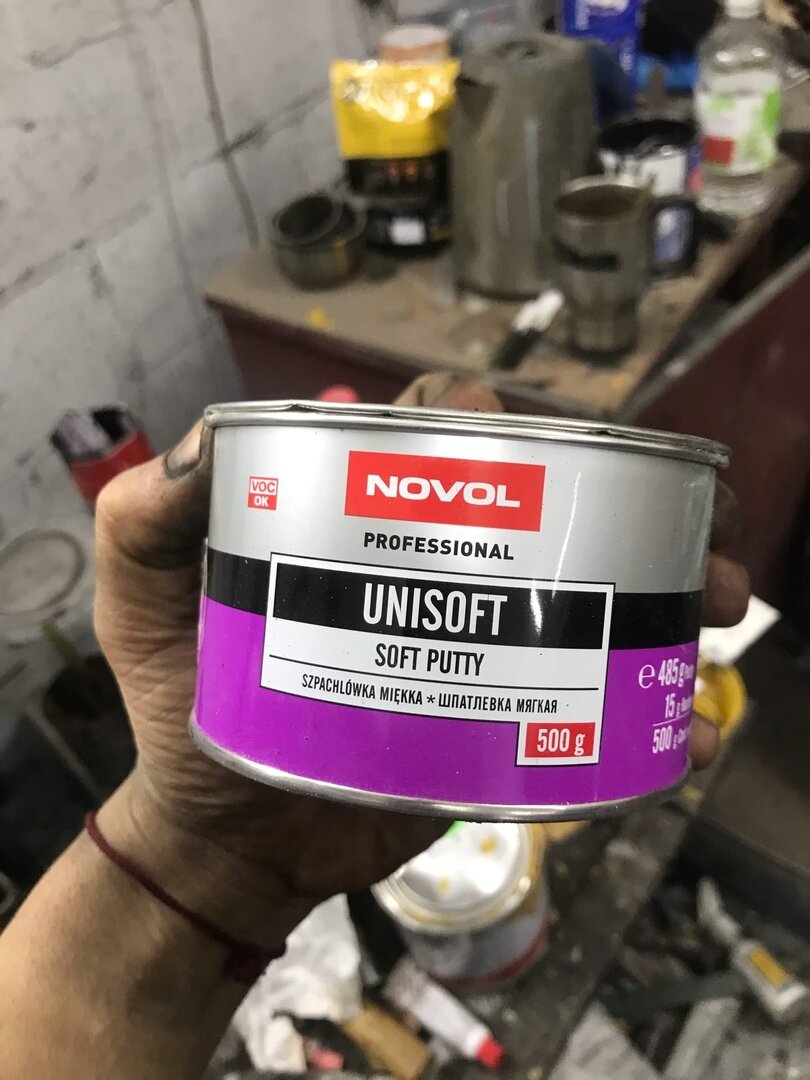 VOC
OK
NOVOL
PROFESSIONAL
UNISOFT
SOFT PUTTY
SZPACHLÓWKA MIĘKKA * ШПАТЛЕВКА МЯГКАЯ
500 g
e 485 g
15 g
500 g